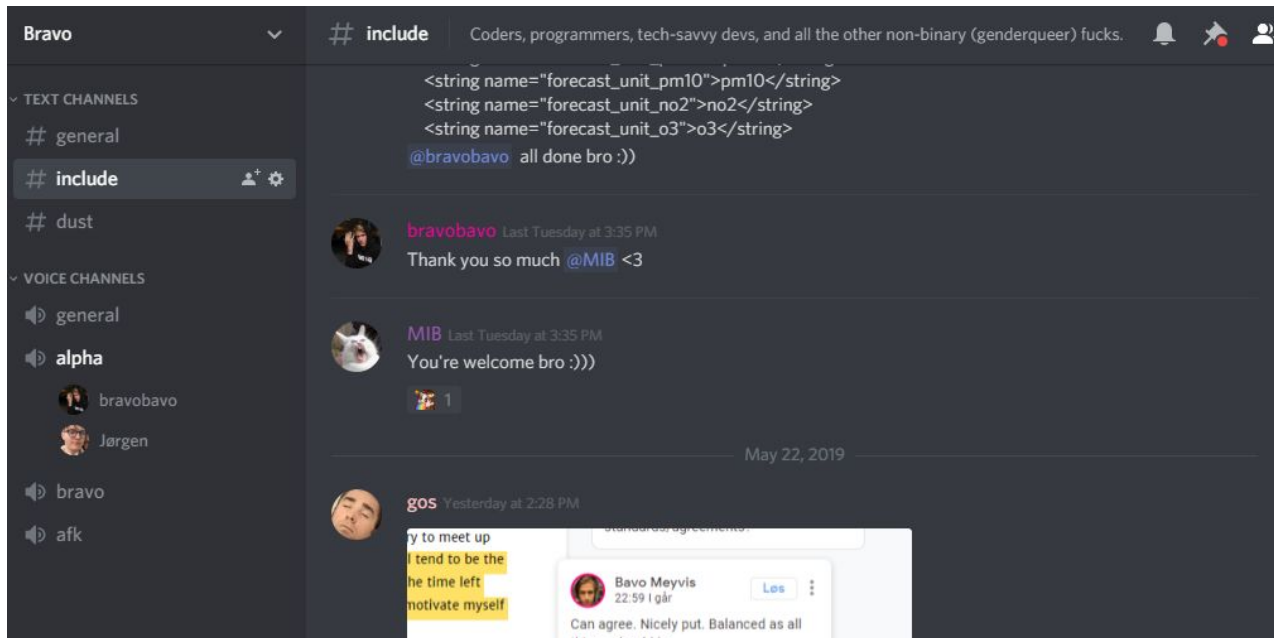 Bravo
# include
Coders, programmers, tech-savvy devs, and all the other non-binary (genderqueer) fucks.
TEXT CHANNELS
# general
# include
# dust
VOICE CHANNELS
general
alpha
bravobavo
Jørgen
bravo
afk
<string name="forecast_unit_pm10">pm10</string>
<string name="forecast_unit_no2">no2</string>
<string name="forecast_unit_o3">o3</string>
@bravobavo all done bro :))
bravobavo Last Tuesday at 3:35 PM
Thank you so much @MIB <3
MIB Last Tuesday at 3:35 PM
You're welcome bro :)))
1
May 22, 2019
gos Yesterday at 2:28 PM
ry to meet up
I tend to be the
he time left
motivate myself
standards/agreements?
Bavo Meyvis
Løs
22:59 I går
Can agree. Nicely put. Balanced as all